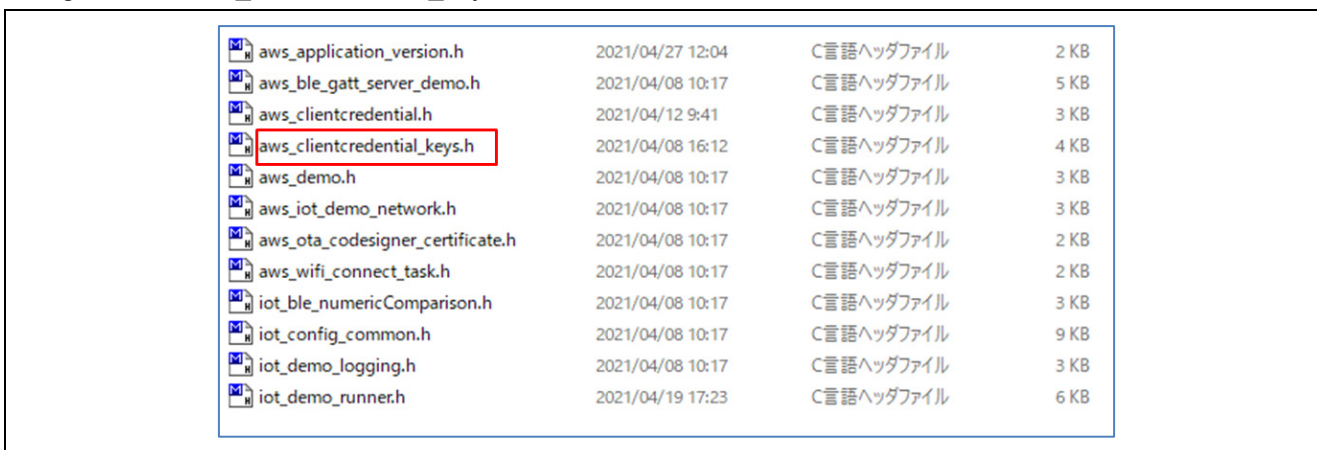 aws_application_version.h 2021/04/27 12:04 C言語ヘッダファイル 2 KB
aws_ble_gatt_server_demo.h 2021/04/08 10:17 C言語ヘッダファイル 5 KB
aws_clientcredential.h 2021/04/12 9:41 C言語ヘッダファイル 3 KB
aws_clientcredential_keys.h 2021/04/08 16:12 C言語ヘッダファイル 4 KB
aws_demo.h 2021/04/08 10:17 C言語ヘッダファイル 3 KB
aws_iot_demo_network.h 2021/04/08 10:17 C言語ヘッダファイル 3 KB
aws_ota_codesigner_certificate.h 2021/04/08 10:17 C言語ヘッダファイル 2 KB
aws_wifi_connect_task.h 2021/04/08 10:17 C言語ヘッダファイル 2 KB
iot_ble_numericComparison.h 2021/04/08 10:17 C言語ヘッダファイル 3 KB
iot_config_common.h 2021/04/08 10:17 C言語ヘッダファイル 9 KB
iot_demo_logging.h 2021/04/08 10:17 C言語ヘッダファイル 3 KB
iot_demo_runner.h 2021/04/19 17:23 C言語ヘッダファイル 6 KB